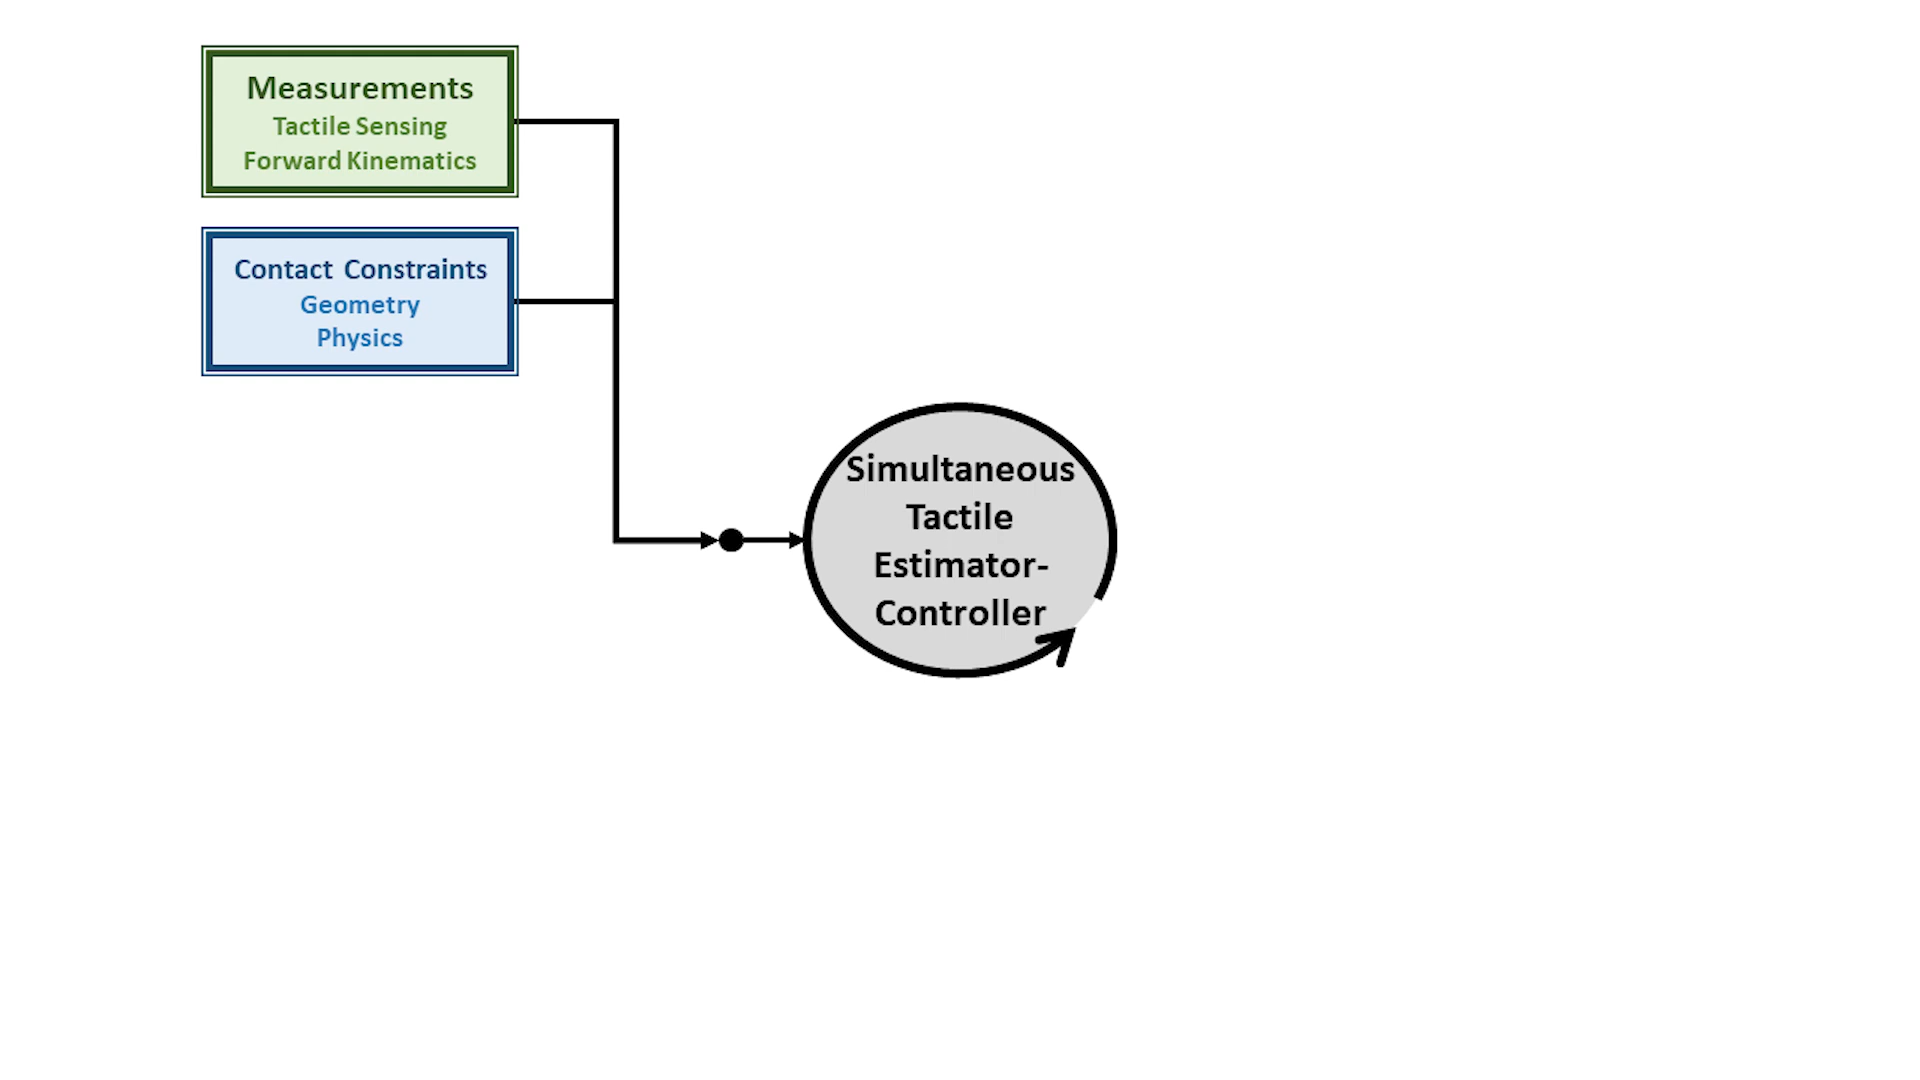 Measurements
Tactile Sensing
Forward Kinematics
Contact Constraints
Geometry
Physics
Simultaneous
Tactile
Estimator-
Controller